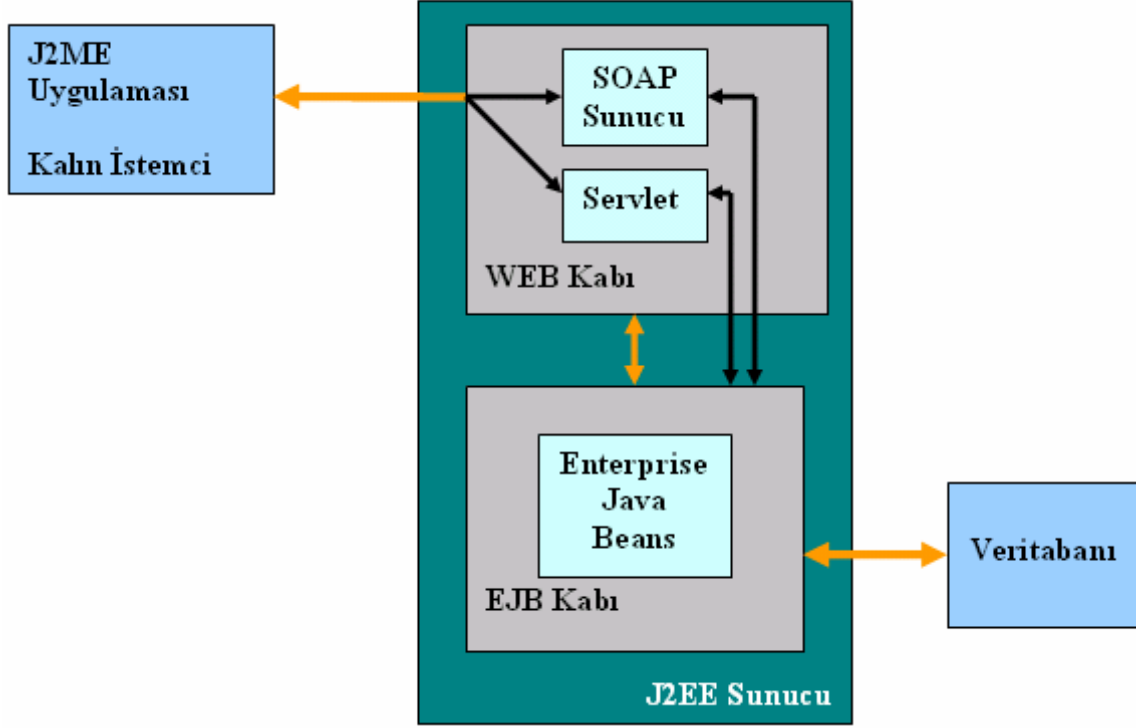 J2ME
Uygulaması
Kalın İstemci
SOAP
Sunucu
Servlet
WEB Kabı
Enterprise
Java
Beans
EJB Kabı
Veritabanı
J2EE Sunucu